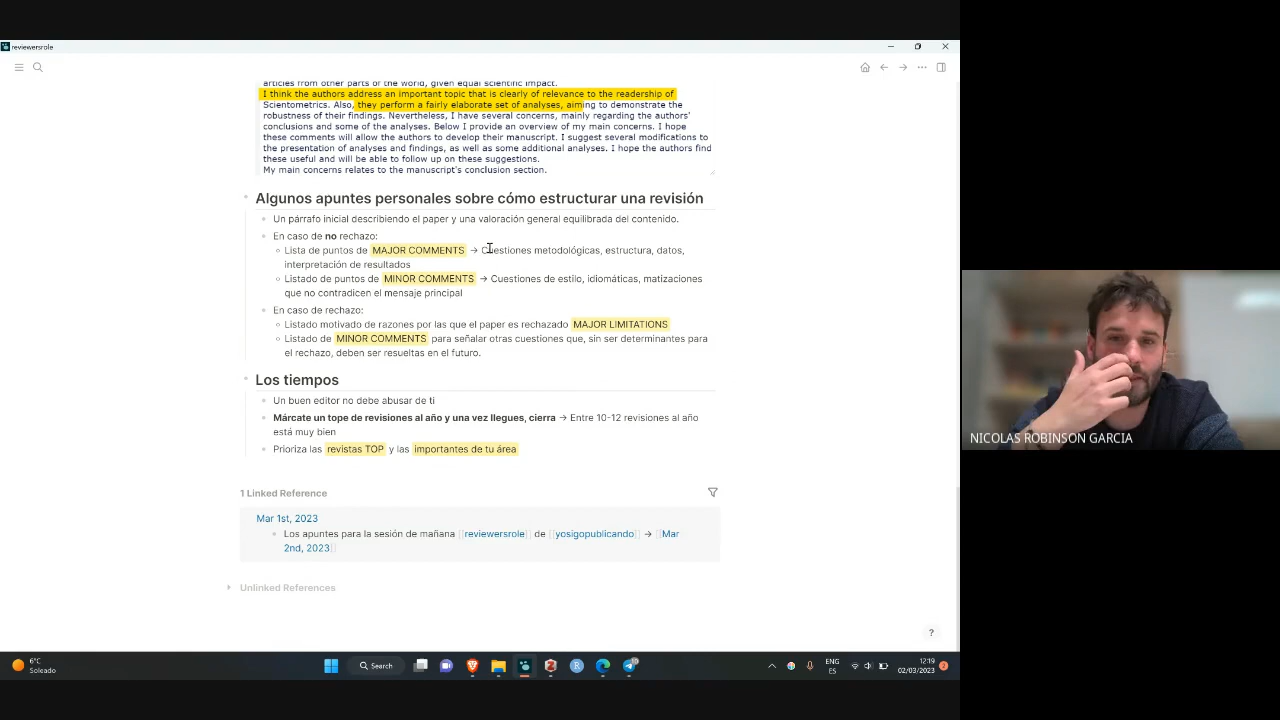 reviewersrole
articles from other parts of the world, given equal scientific impact.
I think the authors address an important topic that is clearly of relevance to the readership of
Scientometrics. Also, they perform a fairly elaborate set of analyses, aiming to demonstrate the
robustness of their findings. Nevertheless, I have several concerns, mainly regarding the authors'
conclusions and some of the analyses. Below I provide an overview of my main concerns. I hope
these comments will allow the authors to develop their manuscript. I suggest several modifications to
the presentation of analyses and findings, as well as some additional analyses. I hope the authors find
these useful and will be able to follow up on these suggestions.
My main concerns relates to the manuscript's conclusion section.
Algunos apuntes personales sobre cómo estructurar una revisión
Un párrafo inicial describiendo el paper y una valoración general equilibrada del contenido.
En caso de no rechazo:
Lista de puntos de MAJOR COMMENTS → Cuestiones metodológicas, estructura, datos,
interpretación de resultados
Listado de puntos de MINOR COMMENTS → Cuestiones de estilo, idiomáticas, matizaciones
que no contradicen el mensaje principal
En caso de rechazo:
Listado motivado de razones por las que el paper es rechazado MAJOR LIMITATIONS
Listado de MINOR COMMENTS para señalar otras cuestiones que, sin ser determinantes para
el rechazo, deben ser resueltas en el futuro.
Los tiempos
Un buen editor no debe abusar de ti
Márcate un tope de revisiones al año y una vez llegues, cierra → Entre 10-12 revisiones al año
está muy bien
Prioriza las revistas TOP y las importantes de tu área
1 Linked Reference
Mar 1st, 2023
Los apuntes para la sesión de mañana [[reviewersrole]] de [[yosigopublicando]] → [[Mar
2nd, 2023]]
Unlinked References
?
NICOLAS ROBINSON GARCIA
6°C
Soleado
Search
ENG
ES
12:19
02/03/2023
2